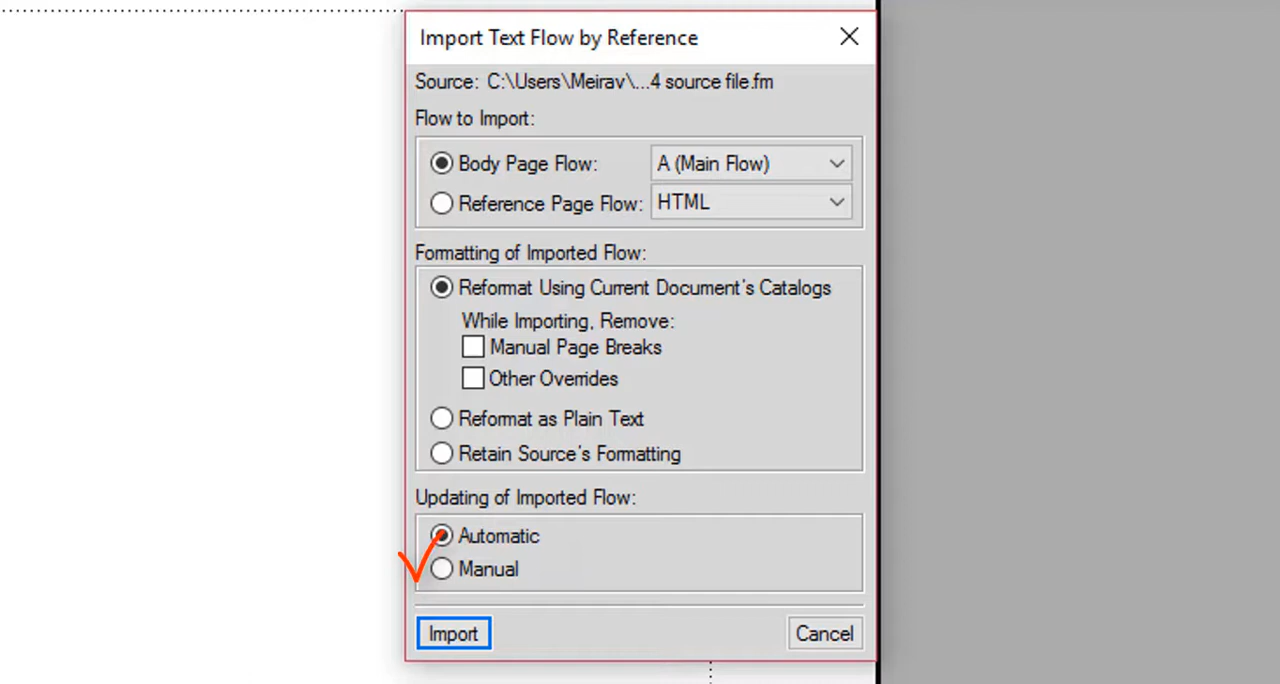 Import Text Flow by Reference
Source: C:\Users\Meirav\...4 source file.fm
Flow to Import:
Body Page Flow: A (Main Flow)
Reference Page Flow: HTML
Formatting of Imported Flow:
Reformat Using Current Document's Catalogs
While Importing, Remove:
Manual Page Breaks
Other Overrides
Reformat as Plain Text
Retain Source's Formatting
Updating of Imported Flow:
Automatic
Manual
Import Cancel